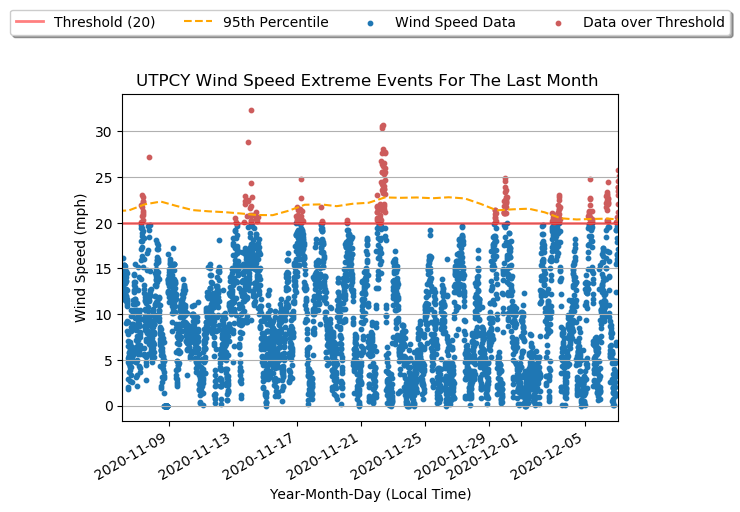 Threshold (20) 95th Percentile Wind Speed Data Data over Threshold
UTPCY Wind Speed Extreme Events For The Last Month
Wind Speed (mph)
30
25
20
15
10
5
0
2020-11-09 2020-11-13 2020-11-17 2020-11-21 2020-11-25 2020-11-29 2020-12-01 2020-12-05
Year-Month-Day (Local Time)